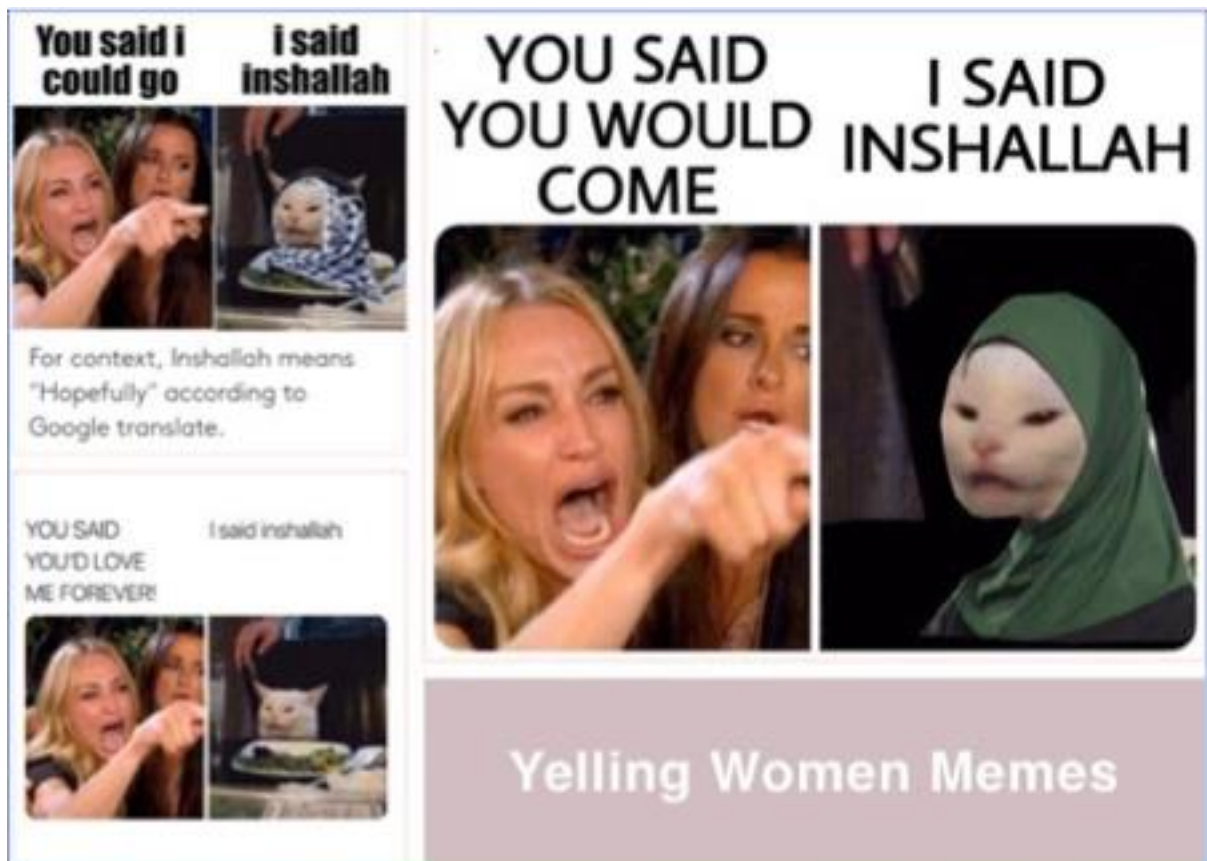 You said i
could go
i said
inshallah
For context, Inshallah means
"Hopefully" according to
Google translate.
YOU SAID
YOU'D LOVE
ME FOREVER!
I said inshallah
YOU SAID
YOU WOULD
COME
I SAID
INSHALLAH
Yelling Women Memes